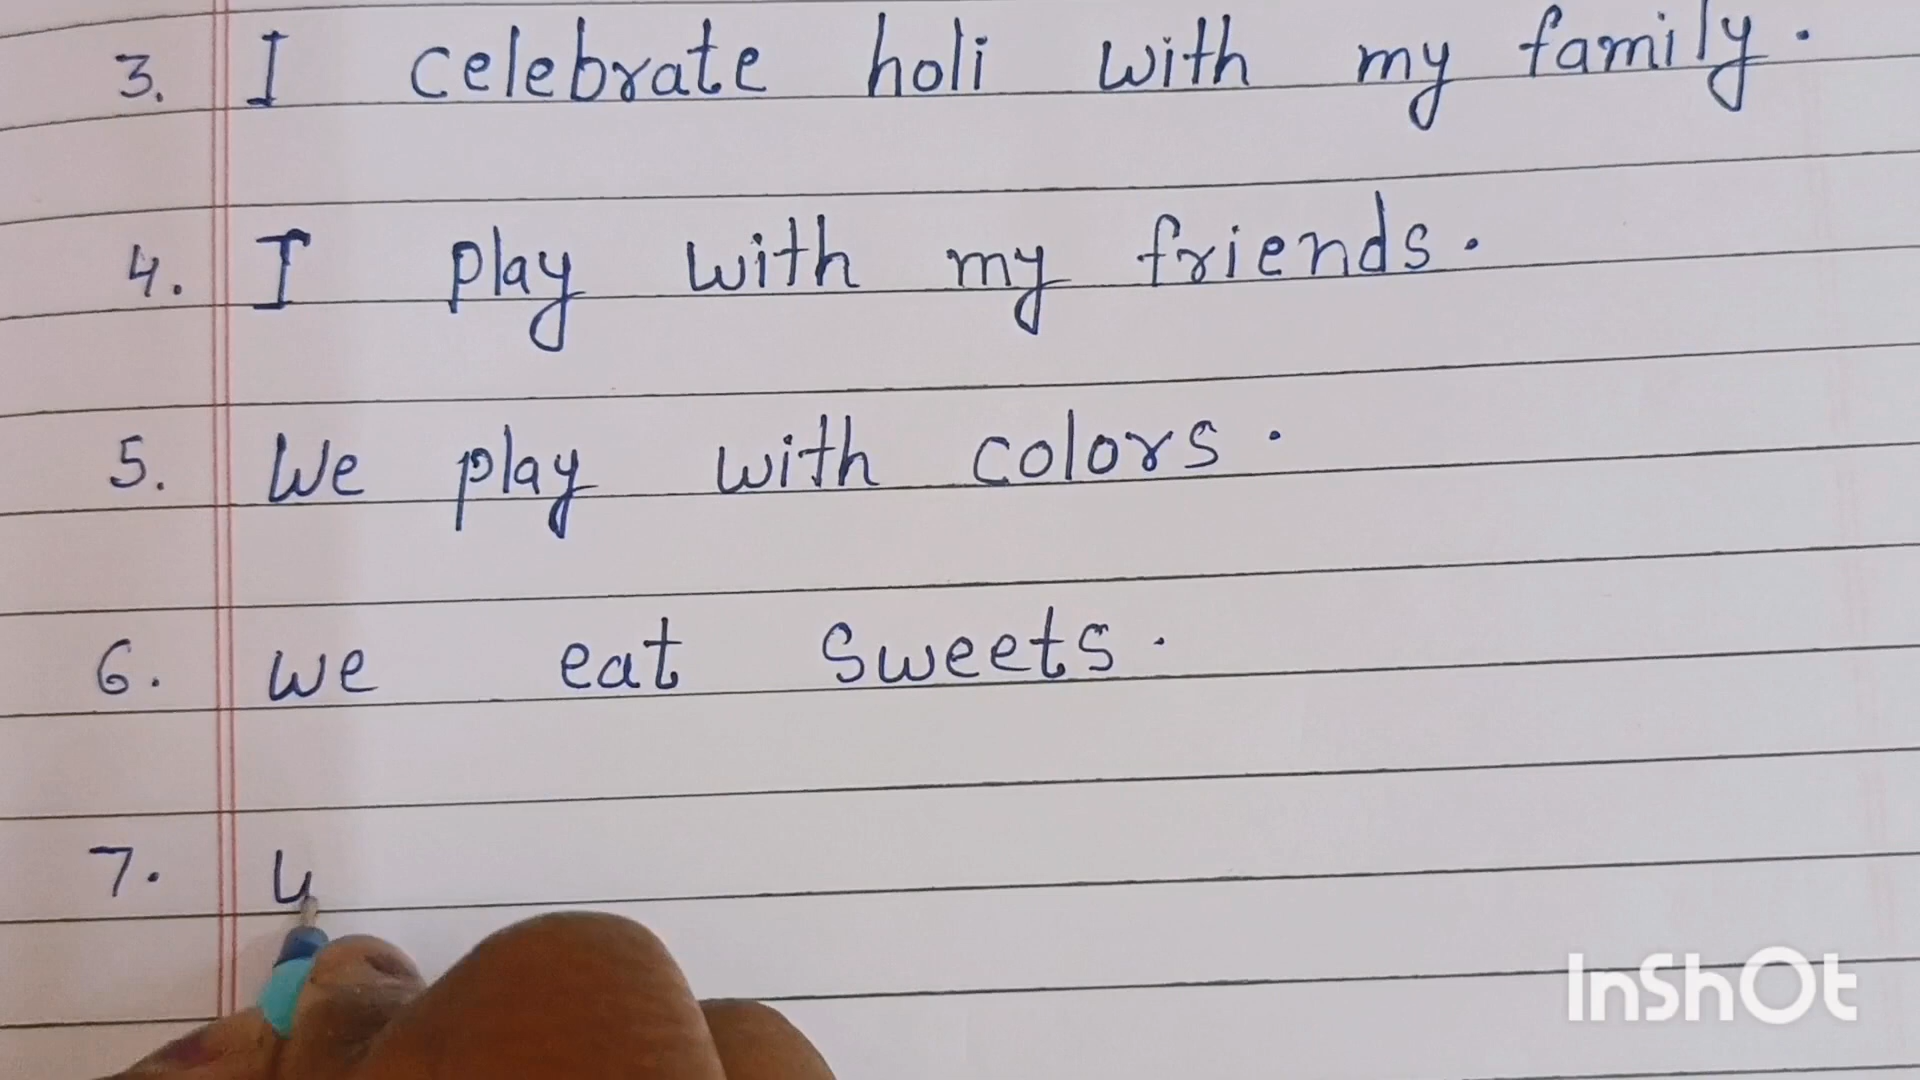 3. I celebrate holi with my family.
4. I play with my friends.
5. We play with colors.
6. we eat sweets.
7.
InShOt